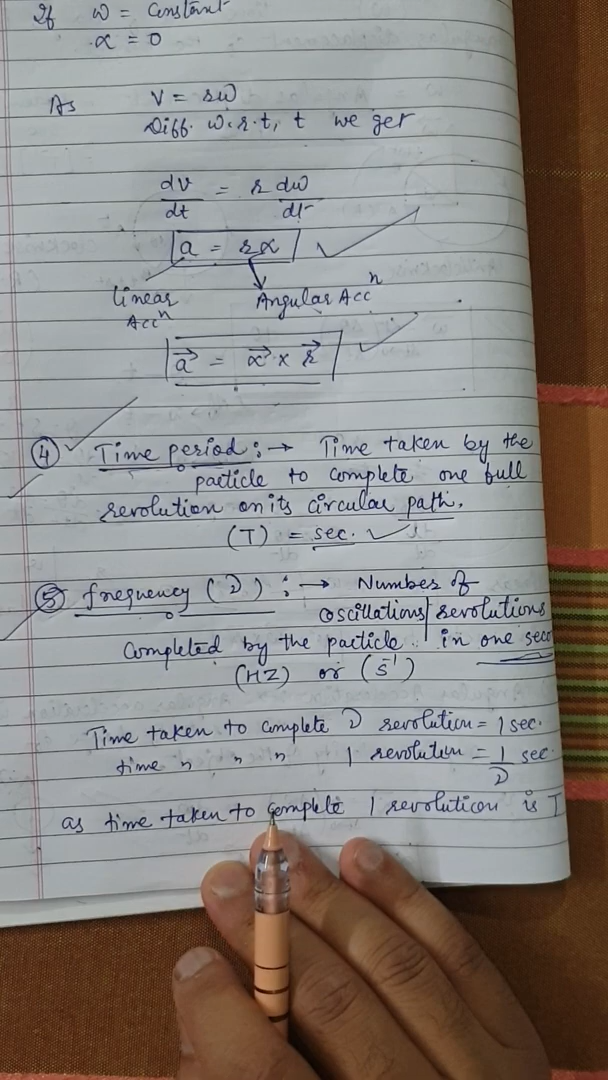 If ω = Constant
α = 0
As V = rω
Diff. w.r.t, t we get
dv/dt = r dω/dt
a = rα
Linear Accⁿ Angular Accⁿ
a⃗ = α⃗ × r⃗
④ Time period :→ Time taken by the
particle to complete one full
revolution on its circular path.
(T) = sec.
⑤ frequency (ν) :→ Number of
oscillations/revolutions
Completed by the particle in one seco
(HZ) or (s⁻¹)
Time taken to complete ν revolution = 1 sec.
time " " " 1 revolution = 1/ν sec.
as time taken to complete 1 revolution is T